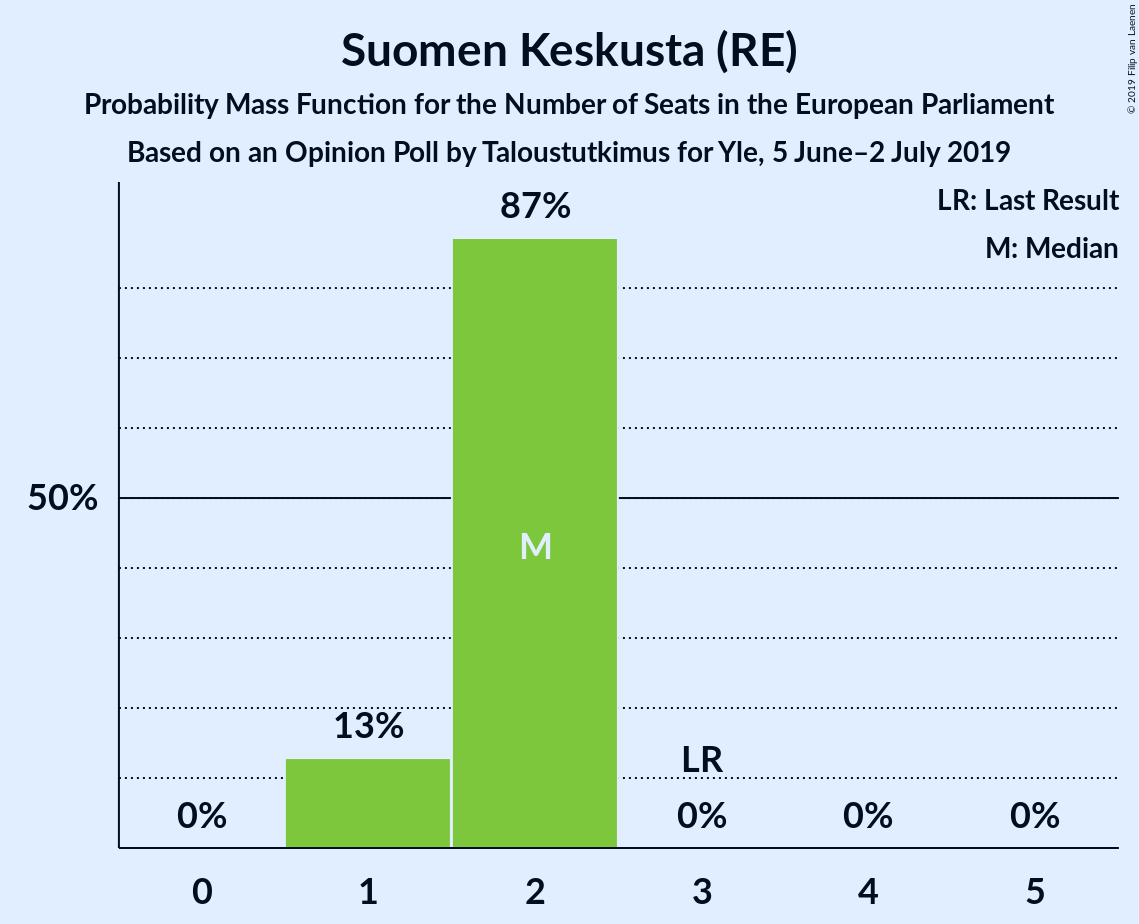 Suomen Keskusta (RE)
Probability Mass Function for the Number of Seats in the European Parliament
Based on an Opinion Poll by Taloustutkimus for Yle, 5 June–2 July 2019
© 2019 Filip van Laenen
LR: Last Result
M: Median
87%
50%
M
13%
LR
0%
0%
0%
0%
0 1 2 3 4 5